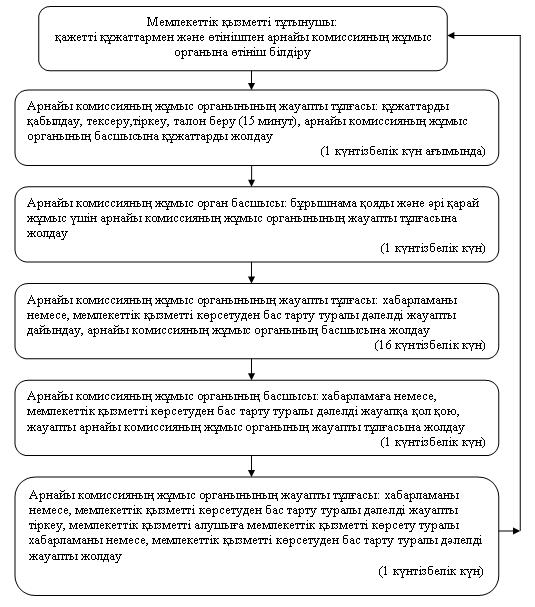 Мемлекеттік қызметті тұтынушы:
қажетті құжаттармен және өтінішпен арнайы комиссияның жұмыс
органына өтініш білдіру
Арнайы комиссияның жұмыс органынының жауапты тұлғасы: құжаттарды
қабылдау, тексеру,тіркеу, талон беру (15 минут), арнайы комиссияның жұмыс
органының басшысына құжаттарды жолдау
(1 күнтізбелік күн ағымында)
Арнайы комиссияның жұмыс орган басшысы: бұрышнама қояды және әрі қарай
жұмыс үшін арнайы комиссияның жұмыс органынының жауапты тұлғасына
жолдау
(1 күнтізбелік күн)
Арнайы комиссияның жұмыс органынының жауапты тұлғасы: хабарламаны
немесе, мемлекеттік қызметті көрсетуден бас тарту туралы дәлелді жауапты
дайындау, арнайы комиссияның жұмыс органының басшысына жолдау
(16 күнтізбелік күн)
Арнайы комиссияның жұмыс органының басшысы: хабарламаға немесе,
мемлекеттік қызметті көрсетуден бас тарту туралы дәлелді жауапқа қол қою,
жауапты арнайы комиссияның жұмыс органының жауапты тұлғасына жолдау
(1 күнтізбелік күн)
Арнайы комиссияның жұмыс органынының жауапты тұлғасы: хабарламаны
немесе, мемлекеттік қызметті көрсетуден бас тарту туралы дәлелді жауапты
тіркеу, мемлекеттік қызметті алушыға мемлекеттік қызметті көрсету туралы
хабарламаны немесе, мемлекеттік қызметті көрсетуден бас тарту туралы дәлелді
жауапты жолдау
(1 күнтізбелік күн)